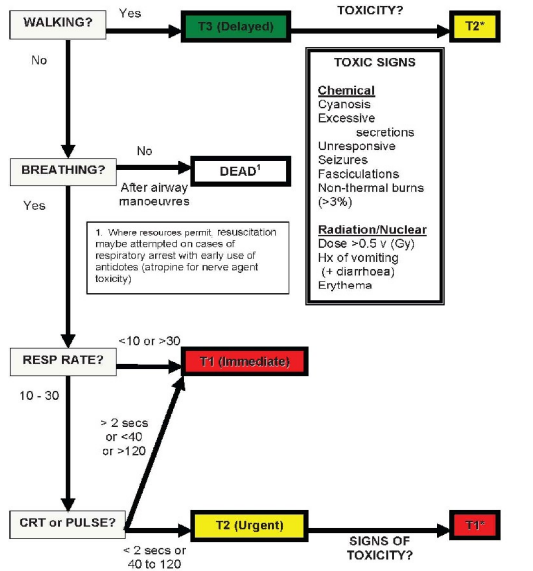 WALKING?
Yes
T3 (Delayed)
TOXICITY?
T2*
No
TOXIC SIGNS
Chemical
Cyanosis
Excessive
secretions
Unresponsive
Seizures
Fasciculations
Non-thermal burns
(>3%)
Radiation/Nuclear
Dose >0.5 v (Gy)
Hx of vomiting
(+ diarrhoea)
Erythema
BREATHING?
No
After airway
manoeuvres
DEAD¹
Yes
1. Where resources permit, resuscitation
maybe attempted on cases of
respiratory arrest with early use of
antidotes (atropine for nerve agent
toxicity)
RESP RATE?
<10 or >30
T1 (Immediate)
10 - 30
> 2 secs
or <40
or >120
CRT or PULSE?
< 2 secs or
40 to 120
T2 (Urgent)
SIGNS OF
TOXICITY?
T1*